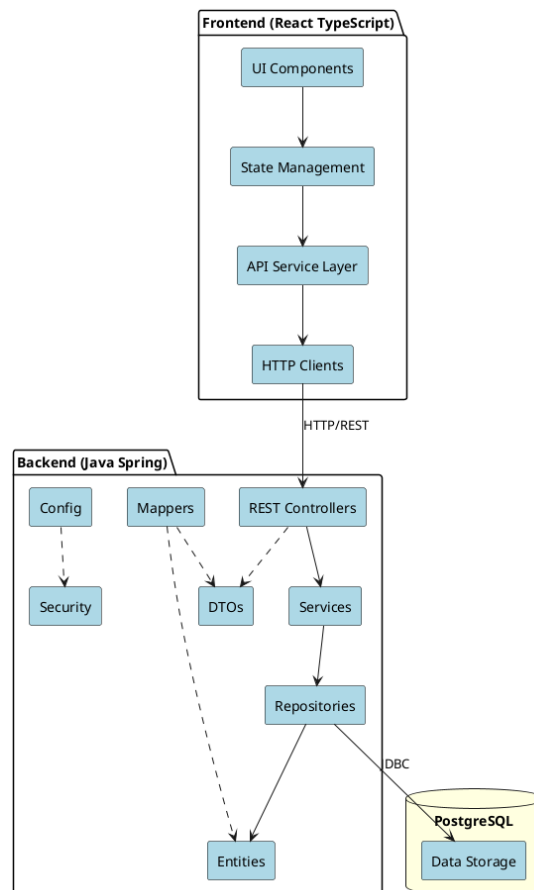 Frontend (React TypeScript)
UI Components
State Management
API Service Layer
HTTP Clients
HTTP/REST
Backend (Java Spring)
Config
Mappers
REST Controllers
Security
DTOs
Services
Repositories
DBC
PostgreSQL
Entities
Data Storage